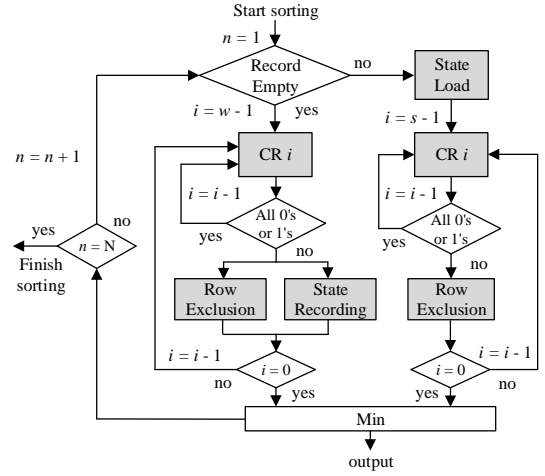 Start sorting
n = 1
Record
Empty
no
yes
State
Load
i = w - 1
i = s - 1
n = n + 1
CR i
CR i
i = i - 1
i = i - 1
All 0's
or 1's
All 0's
or 1's
yes
no
yes
no
yes
no
n = N
Finish
sorting
Row
Exclusion
State
Recording
Row
Exclusion
i = i - 1
i = i - 1
i = 0
i = 0
no
yes
yes
no
Min
output